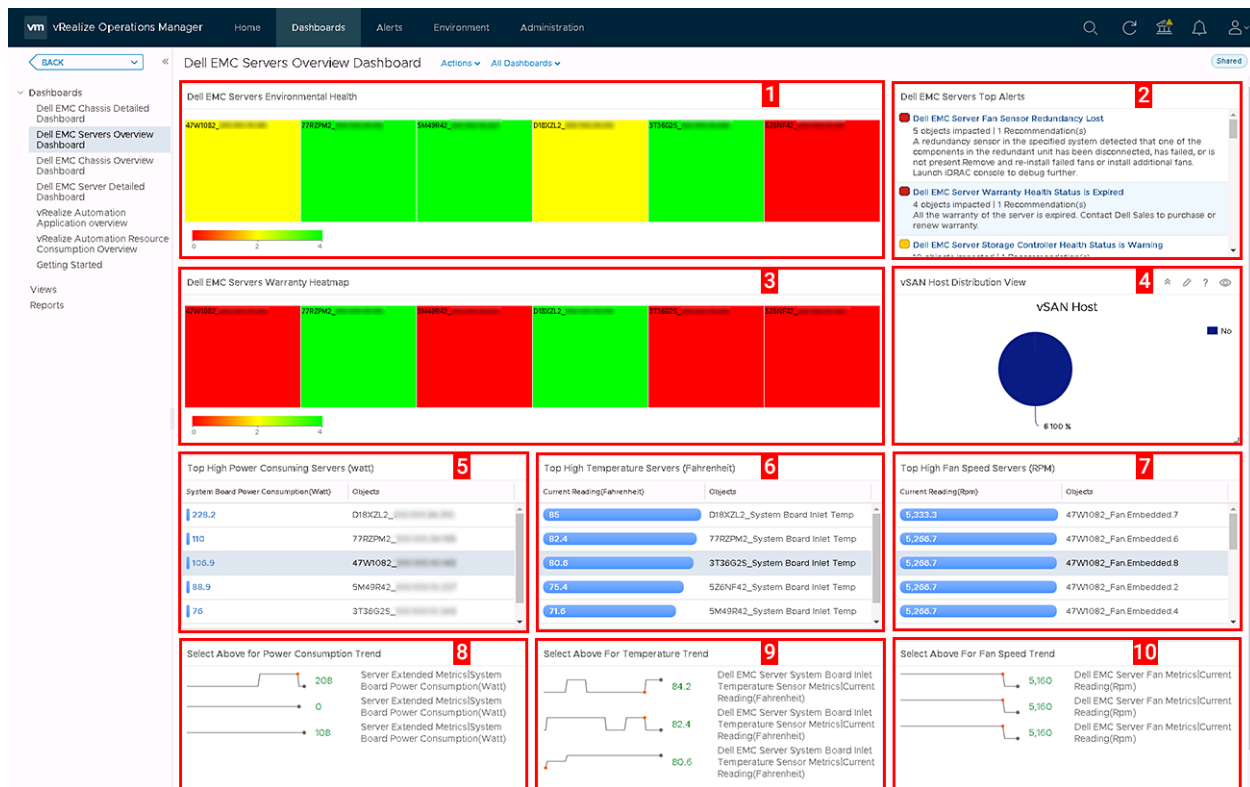 vm vRealize Operations Manager Home Dashboards Alerts Environment Administration
BACK
Dell EMC Servers Overview Dashboard Actions All Dashboards Shared
Dashboards
Dell EMC Chassis Detailed
Dashboard
Dell EMC Servers Overview
Dashboard
Dell EMC Chassis Overview
Dashboard
Dell EMC Server Detailed
Dashboard
vRealize Automation
Application overview
vRealize Automation Resource
Consumption Overview
Getting Started
Views
Reports
Dell EMC Servers Environmental Health 1
47W1082_ 77RZPM2_ 5M49R42_ D18XZL2_ 3T36G2S_ 5Z6NF42_
0 2 4
Dell EMC Servers Top Alerts 2
Dell EMC Server Fan Sensor Redundancy Lost
5 objects impacted | 1 Recommendation(s)
A redundancy sensor in the specified system detected that one of the
components in the redundant unit has been disconnected, has failed, or is
not present.Remove and re-install failed fans or install additional fans.
Launch iDRAC console to debug further.
Dell EMC Server Warranty Health Status is Expired
4 objects impacted | 1 Recommendation(s)
All the warranty of the server is expired. Contact Dell Sales to purchase or
renew warranty.
Dell EMC Server Storage Controller Health Status is Warning
10 objects impacted | 1 Recommendation(s)
Dell EMC Servers Warranty Heatmap 3
47W1082_ 77RZPM2_ 5M49R42_ D18XZL2_ 3T36G2S_ 5Z6NF42_
0 2 4
vSAN Host Distribution View 4 ?
vSAN Host
No
6 100 %
Top High Power Consuming Servers (watt) 5
System Board Power Consumption(Watt) Objects
228.2 D18XZL2_
110 77RZPM2_
106.9 47W1082_
88.9 5M49R42_
76 3T36G2S_
Top High Temperature Servers (Fahrenheit) 6
Current Reading(Fahrenheit) Objects
85 D18XZL2_System Board Inlet Temp
82.4 77RZPM2_System Board Inlet Temp
80.6 3T36G2S_System Board Inlet Temp
75.4 5Z6NF42_System Board Inlet Temp
71.6 5M49R42_System Board Inlet Temp
Top High Fan Speed Servers (RPM) 7
Current Reading(Rpm) Objects
5,333.3 47W1082_Fan.Embedded.7
5,266.7 47W1082_Fan.Embedded.6
5,266.7 47W1082_Fan.Embedded.8
5,266.7 47W1082_Fan.Embedded.2
5,266.7 47W1082_Fan.Embedded.4
Select Above for Power Consumption Trend 8
208 Server Extended Metrics|System
Board Power Consumption(Watt)
0 Server Extended Metrics|System
Board Power Consumption(Watt)
108 Server Extended Metrics|System
Board Power Consumption(Watt)
Select Above For Temperature Trend 9
Dell EMC Server System Board Inlet
84.2 Temperature Sensor Metrics|Current
Reading(Fahrenheit)
Dell EMC Server System Board Inlet
82.4 Temperature Sensor Metrics|Current
Reading(Fahrenheit)
Dell EMC Server System Board Inlet
80.6 Temperature Sensor Metrics|Current
Reading(Fahrenheit)
Select Above For Fan Speed Trend 10
5,160 Dell EMC Server Fan Metrics|Current
Reading(Rpm)
5,160 Dell EMC Server Fan Metrics|Current
Reading(Rpm)
5,160 Dell EMC Server Fan Metrics|Current
Reading(Rpm)